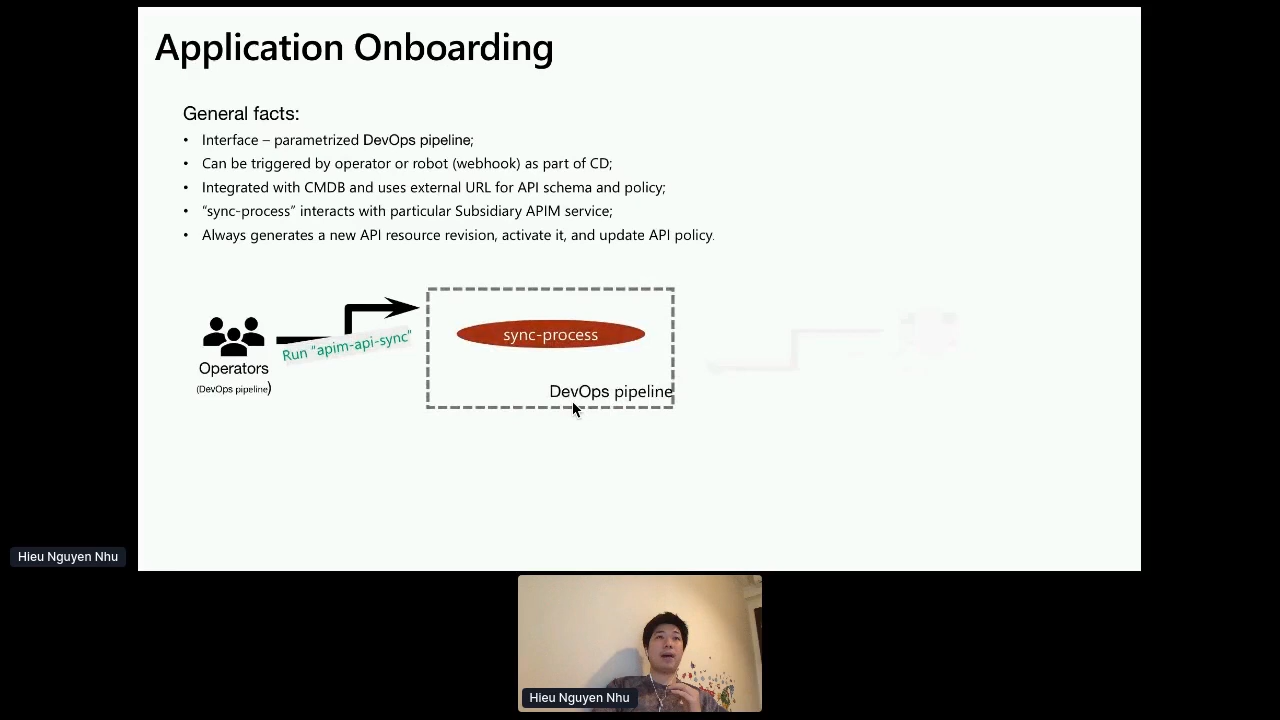 Application Onboarding
General facts:
• Interface – parametrized DevOps pipeline;
• Can be triggered by operator or robot (webhook) as part of CD;
• Integrated with CMDB and uses external URL for API schema and policy;
• “sync-process” interacts with particular Subsidiary APIM service;
• Always generates a new API resource revision, activate it, and update API policy.
Run “apim-api-sync”
sync-process
Operators
(DevOps pipeline)
DevOps pipeline
Hieu Nguyen Nhu
Hieu Nguyen Nhu